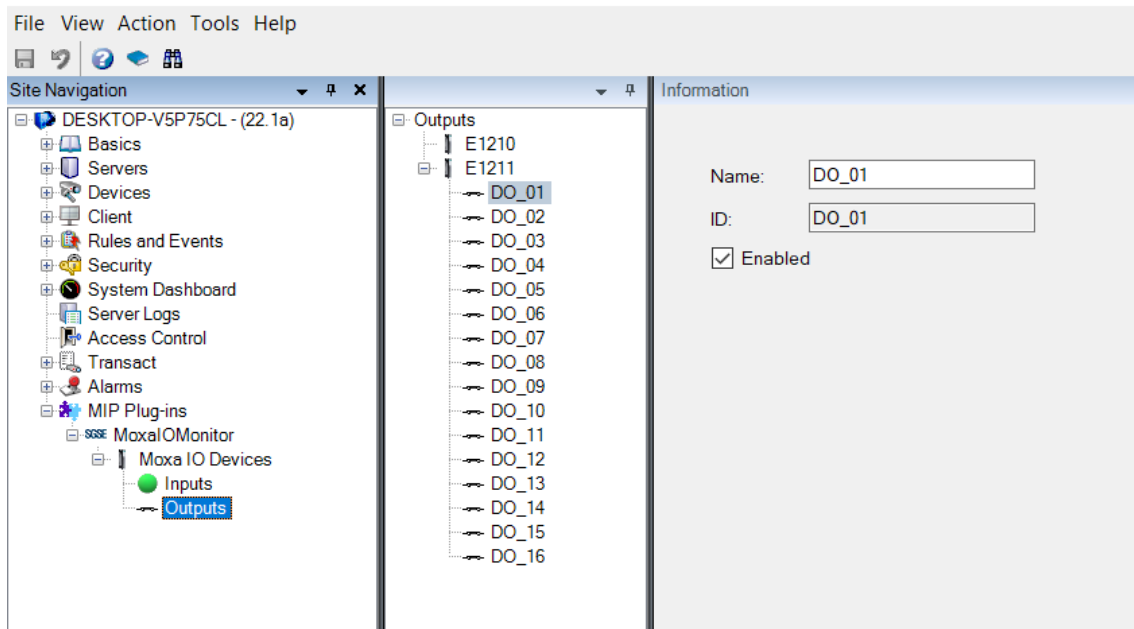 File View Action Tools Help
Site Navigation
DESKTOP-V5P75CL - (22.1a)
Basics
Servers
Devices
Client
Rules and Events
Security
System Dashboard
Server Logs
Access Control
Transact
Alarms
MIP Plug-ins
SGSE MoxaIOMonitor
Moxa IO Devices
Inputs
Outputs
Outputs
E1210
E1211
DO_01
DO_02
DO_03
DO_04
DO_05
DO_06
DO_07
DO_08
DO_09
DO_10
DO_11
DO_12
DO_13
DO_14
DO_15
DO_16
Information
Name: DO_01
ID: DO_01
Enabled